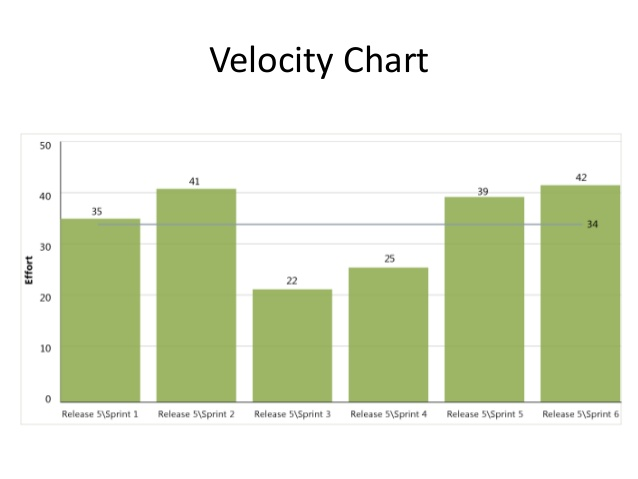 Velocity Chart
50
40
30
20
10
0
Effort
35
41
22
25
39
42
34
Release 5\Sprint 1
Release 5\Sprint 2
Release 5\Sprint 3
Release 5\Sprint 4
Release 5\Sprint 5
Release 5\Sprint 6